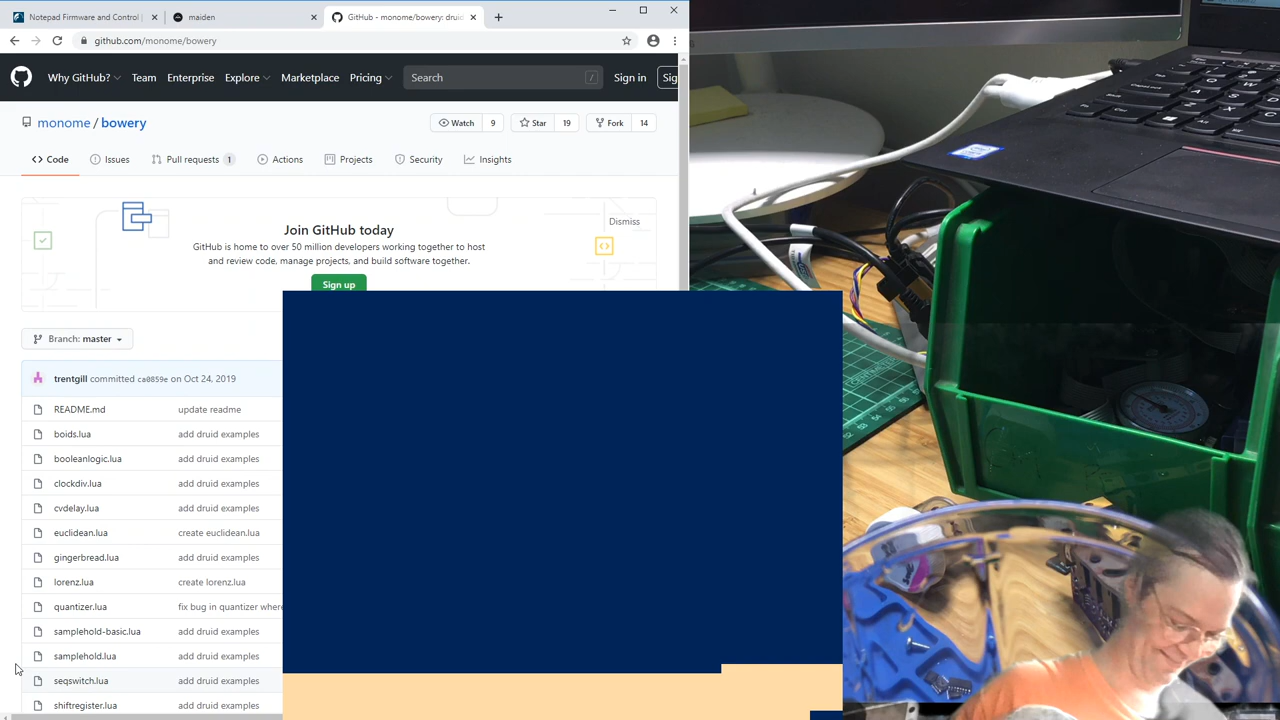 Notepad Firmware and Control |
maiden
GitHub - monome/bowery: druid
github.com/monome/bowery
Why GitHub?
Team
Enterprise
Explore
Marketplace
Pricing
Search
/
Sign in
Sig
monome / bowery
Watch 9
Star 19
Fork 14
Code
Issues
Pull requests 1
Actions
Projects
Security
Insights
Join GitHub today
Dismiss
GitHub is home to over 50 million developers working together to host
and review code, manage projects, and build software together.
Sign up
Branch: master
trentgill committed ca0859e on Oct 24, 2019
README.md update readme
boids.lua add druid examples
booleanlogic.lua add druid examples
clockdiv.lua add druid examples
cvdelay.lua add druid examples
euclidean.lua create euclidean.lua
gingerbread.lua add druid examples
lorenz.lua create lorenz.lua
quantizer.lua fix bug in quantizer where
samplehold-basic.lua add druid examples
samplehold.lua add druid examples
seqswitch.lua add druid examples
shiftregister.lua add druid examples